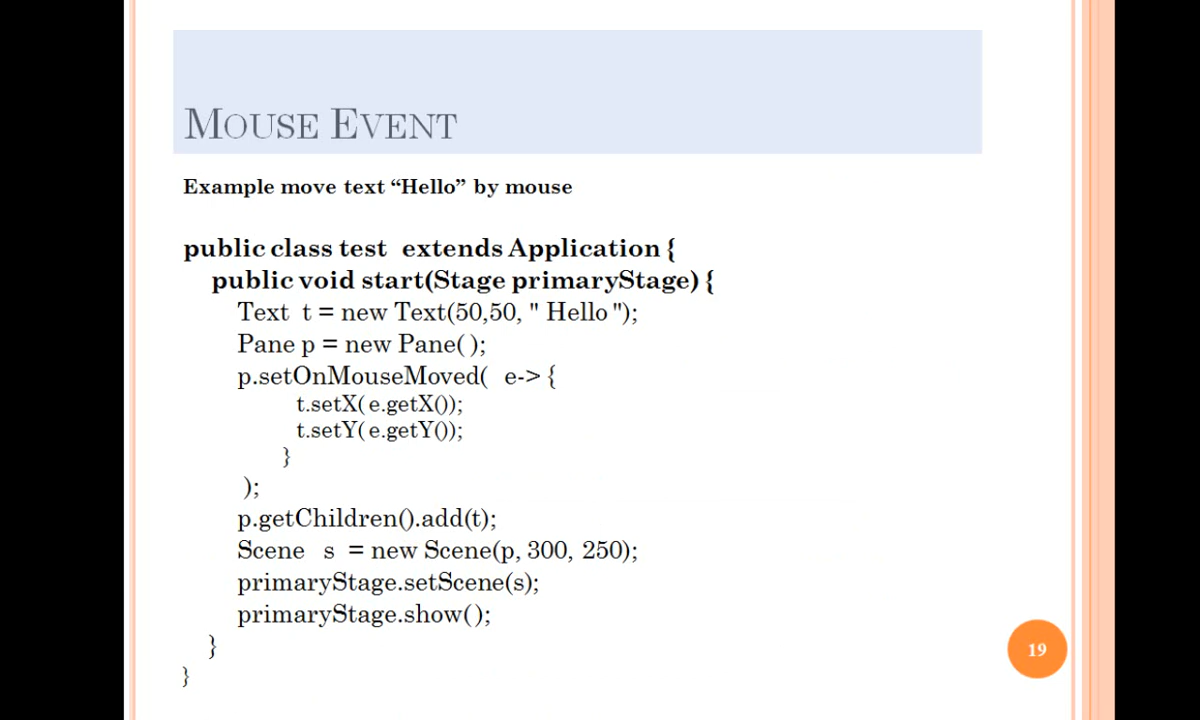 MOUSE EVENT
Example move text “Hello” by mouse
public class test extends Application {
public void start(Stage primaryStage) {
Text t = new Text(50,50, " Hello ");
Pane p = new Pane( );
p.setOnMouseMoved( e-> {
t.setX( e.getX());
t.setY( e.getY());
}
);
p.getChildren().add(t);
Scene s = new Scene(p, 300, 250);
primaryStage.setScene(s);
primaryStage.show();
}
}
19